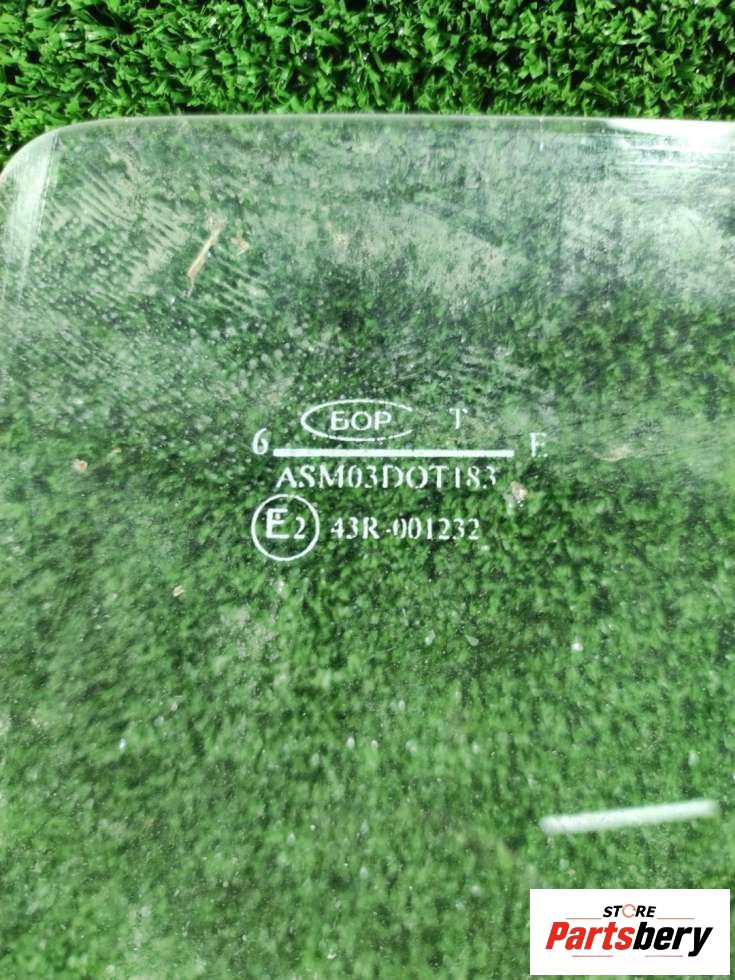 БОР Т
6 E
ASM03DOT183
E2 43R-001232
STORE
Partsbery